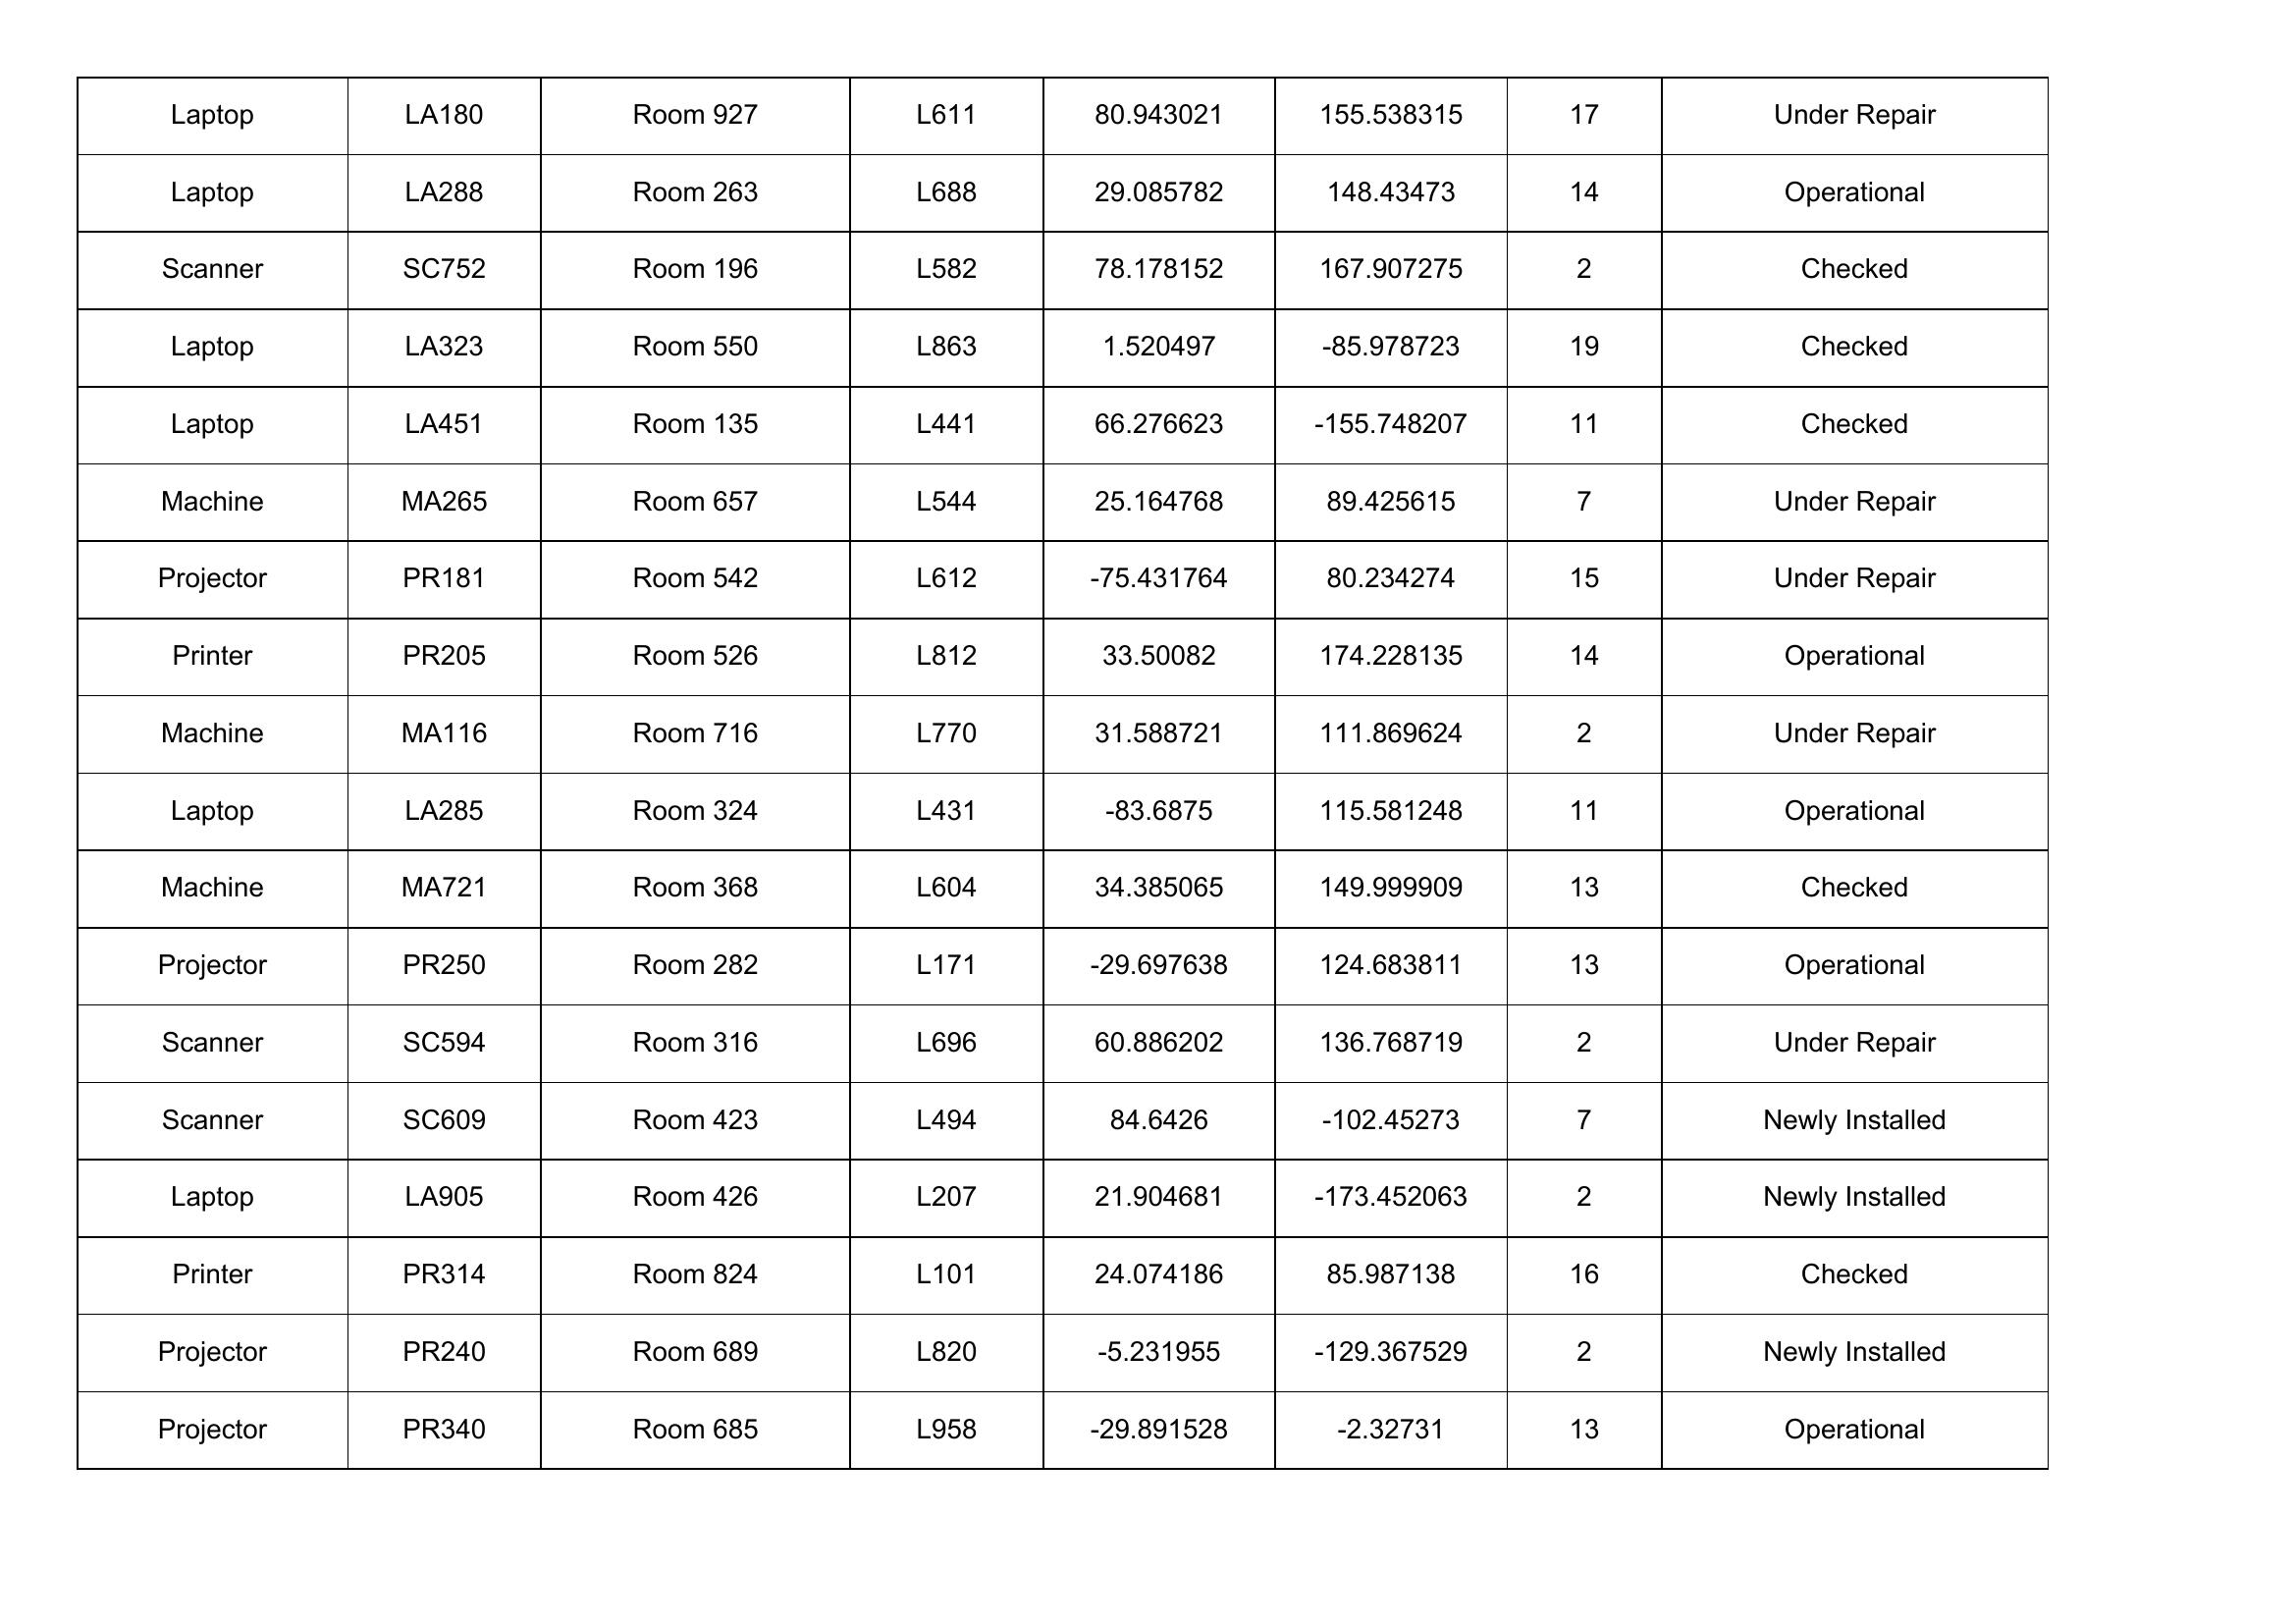 Laptop LA180 Room 927 L611 80.943021 155.538315 17 Under Repair
Laptop LA288 Room 263 L688 29.085782 148.43473 14 Operational
Scanner SC752 Room 196 L582 78.178152 167.907275 2 Checked
Laptop LA323 Room 550 L863 1.520497 -85.978723 19 Checked
Laptop LA451 Room 135 L441 66.276623 -155.748207 11 Checked
Machine MA265 Room 657 L544 25.164768 89.425615 7 Under Repair
Projector PR181 Room 542 L612 -75.431764 80.234274 15 Under Repair
Printer PR205 Room 526 L812 33.50082 174.228135 14 Operational
Machine MA116 Room 716 L770 31.588721 111.869624 2 Under Repair
Laptop LA285 Room 324 L431 -83.6875 115.581248 11 Operational
Machine MA721 Room 368 L604 34.385065 149.999909 13 Checked
Projector PR250 Room 282 L171 -29.697638 124.683811 13 Operational
Scanner SC594 Room 316 L696 60.886202 136.768719 2 Under Repair
Scanner SC609 Room 423 L494 84.6426 -102.45273 7 Newly Installed
Laptop LA905 Room 426 L207 21.904681 -173.452063 2 Newly Installed
Printer PR314 Room 824 L101 24.074186 85.987138 16 Checked
Projector PR240 Room 689 L820 -5.231955 -129.367529 2 Newly Installed
Projector PR340 Room 685 L958 -29.891528 -2.32731 13 Operational